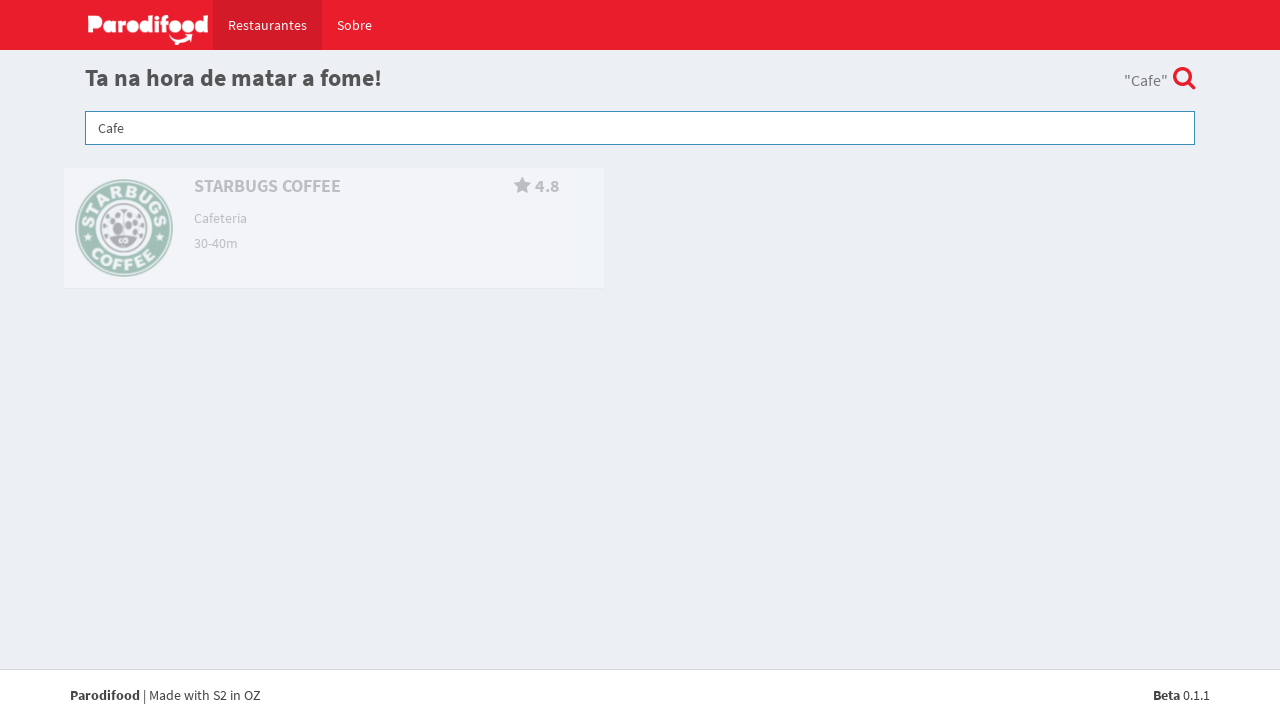 Parodifood
Restaurantes
Sobre
Ta na hora de matar a fome!
"Cafe"
Cafe
STARBUGS COFFEE
STARBUGS COFFEE
4.8
Cafeteria
30-40m
Parodifood | Made with S2 in OZ
Beta 0.1.1